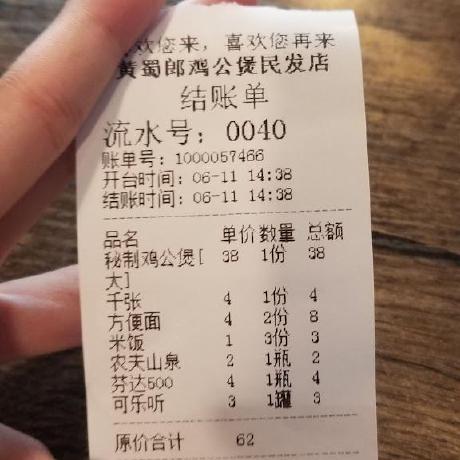 欢您来，喜欢您再来
黄蜀郎鸡公煲民发店
结账单
流水号：0040
账单号：1000057466
开台时间：06-11 14:38
结账时间：06-11 14:38
品名 单价 数量 总额
秘制鸡公煲[ 38 1份 38
大]
千张 4 1份 4
方便面 4 2份 8
米饭 1 3份 3
农夫山泉 2 1瓶 2
芬达500 4 1瓶 4
可乐听 3 1罐 3
原价合计 62